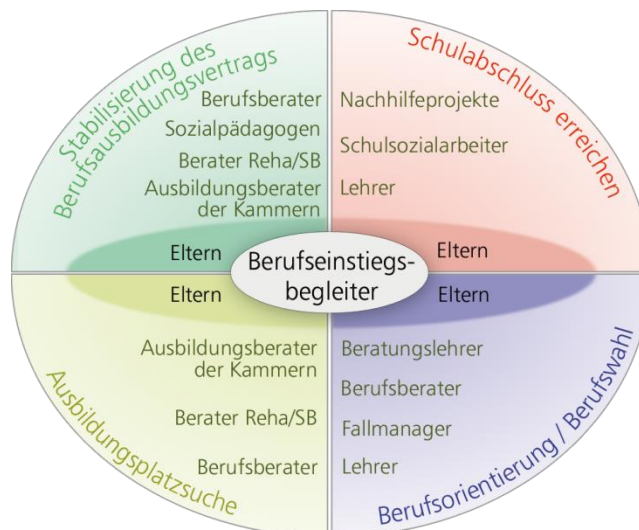 Stabilisierung des
Berufsausbildungsvertrags
Berufsberater
Sozialpädagogen
Berater Reha/SB
Ausbildungsberater
der Kammern
Eltern
Schulabschluss erreichen
Nachhilfeprojekte
Schulsozialarbeiter
Lehrer
Eltern
Berufseinstiegs-
begleiter
Eltern
Ausbildungsberater
der Kammern
Berater Reha/SB
Berufsberater
Ausbildungsplatzsuche
Eltern
Beratungslehrer
Berufsberater
Fallmanager
Lehrer
Berufsorientierung / Berufswahl